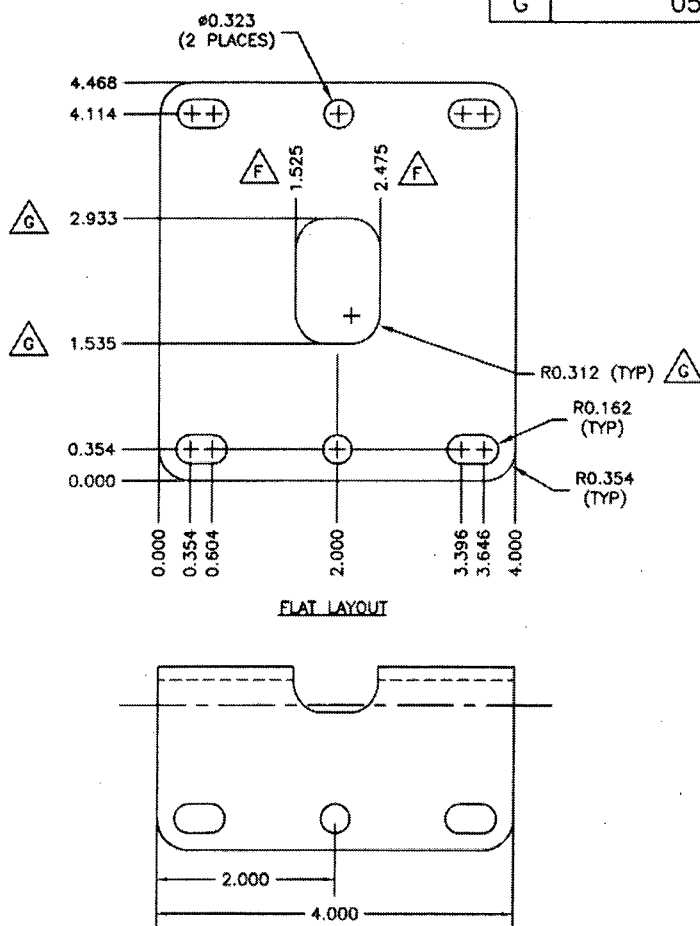 G 05
ø0.323
(2 PLACES)
4.468
4.114
F 1.525 2.475 F
G 2.933
G 1.535
R0.312 (TYP) G
R0.162
(TYP)
0.354
0.000
R0.354
(TYP)
0.000 0.354 0.604 2.000 3.396 3.646 4.000
FLAT LAYOUT
2.000
4.000